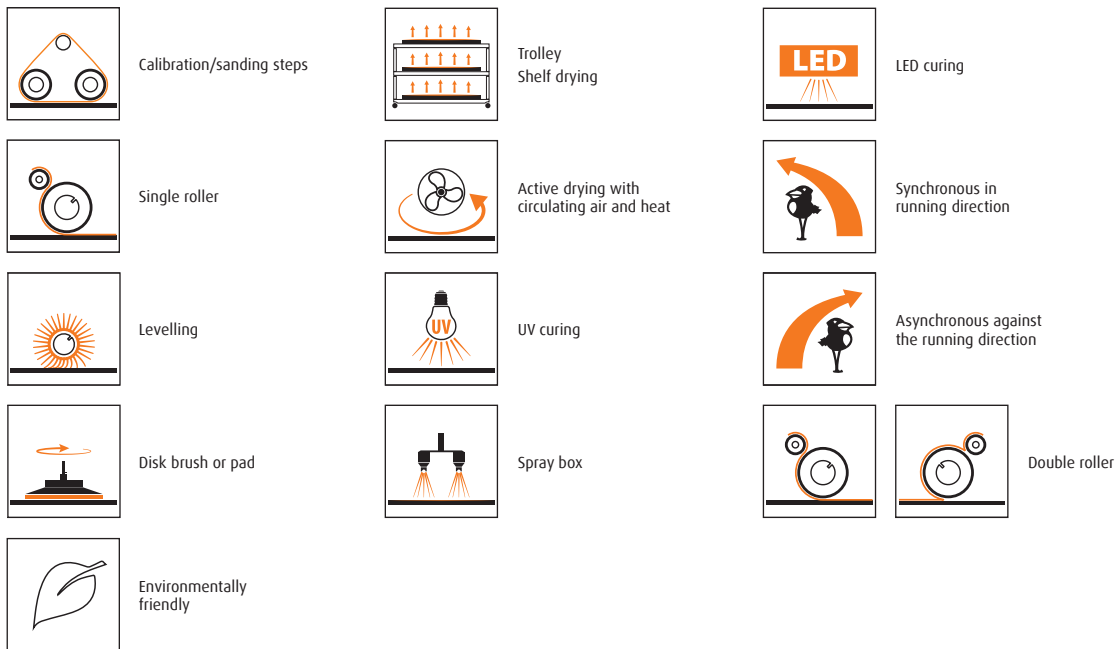 Calibration/sanding steps
Single roller
Levelling
Disk brush or pad
Environmentally
friendly
Trolley
Shelf drying
Active drying with
circulating air and heat
UV
UV curing
Spray box
LED
LED curing
Synchronous in
running direction
Asynchronous against
the running direction
Double roller